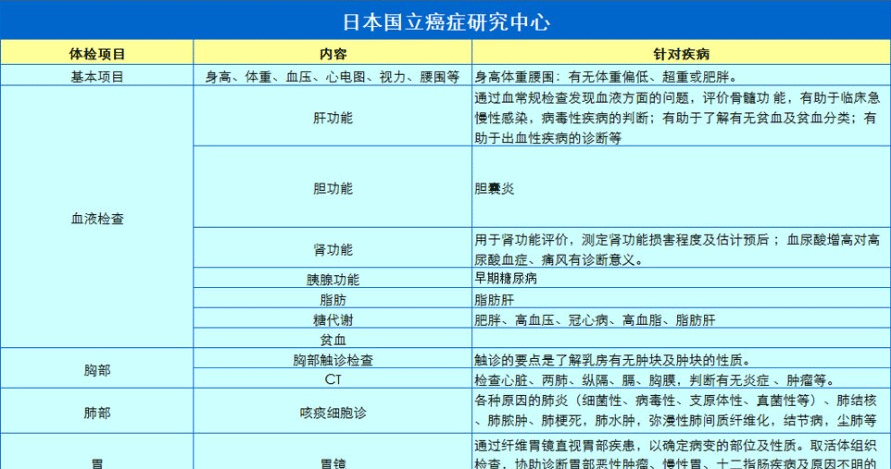 日本国立癌症研究中心
体检项目 内容 针对疾病
基本项目 身高、体重、血压、心电图、视力、腰围等 身高体重腰围：有无体重偏低、超重或肥胖。
血液检查
肝功能
通过血常规检查发现血液方面的问题，评价骨髓功 能，有助于临床急
慢性感染，病毒性疾病的判断；有助于了解有无贫血及贫血分类；有
助于出血性疾病的诊断等
胆功能 胆囊炎
肾功能
用于肾功能评价，测定肾功能损害程度及估计预后 ；血尿酸增高对高
尿酸血症、痛风有诊断意义。
胰腺功能 早期糖尿病
脂肪 脂肪肝
糖代谢 肥胖、高血压、冠心病、高血脂、脂肪肝
贫血
胸部
胸部触诊检查 触诊的要点是了解乳房有无肿块及肿块的性质。
CT 检查心脏、两肺、纵隔、膈、胸膜，判断有无炎症 、肿瘤等。
肺部 咳痰细胞诊
各种原因的肺炎（细菌性、病毒性、支原体性、真菌性等）、肺结核
、肺脓肿、肺梗死，肺水肿，弥漫性肺间质纤维化，结节病，尘肺等
胃 胃镜
通过纤维胃镜直视胃部疾患，以确定病变的部位及性质。取活体组织
检查，协助诊断胃部恶性肿瘤、慢性胃、十二指肠疾病及原因不明的